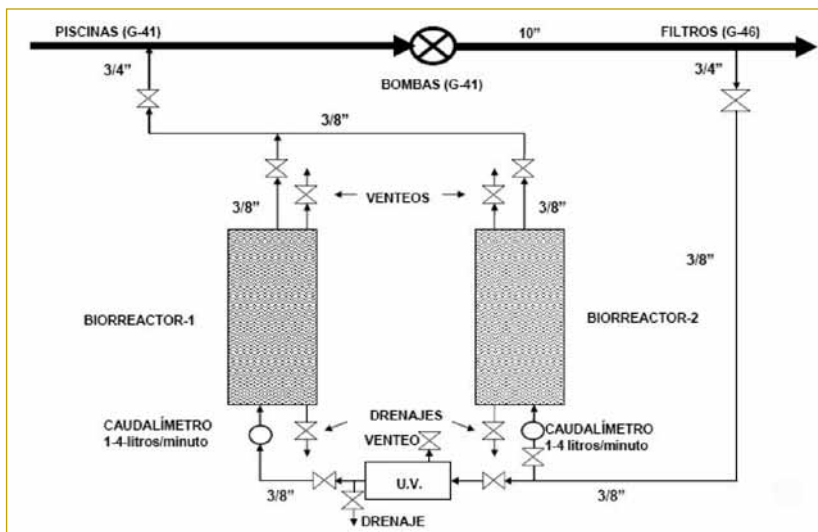 PISCINAS (G-41)
10”
FILTROS (G-46)
3/4”
BOMBAS (G-41)
3/4”
3/8”
VENTEOS
3/8”
3/8”
3/8”
BIORREACTOR-1
BIORREACTOR-2
CAUDALÍMETRO
1-4-litros/minuto
DRENAJES
VENTEO
CAUDALÍMETRO
1-4 litros/minuto
U.V.
3/8”
3/8”
DRENAJE